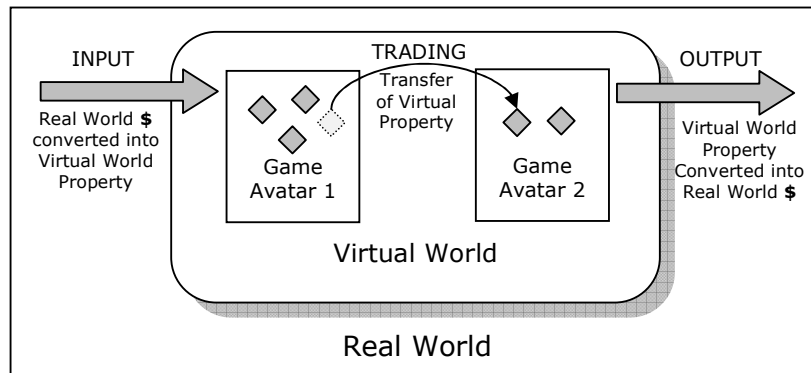 INPUT
Real World $
converted into
Virtual World
Property
TRADING
Transfer
of Virtual
Property
Game
Avatar 1
Game
Avatar 2
OUTPUT
Virtual World
Property
Converted into
Real World $
Virtual World
Real World